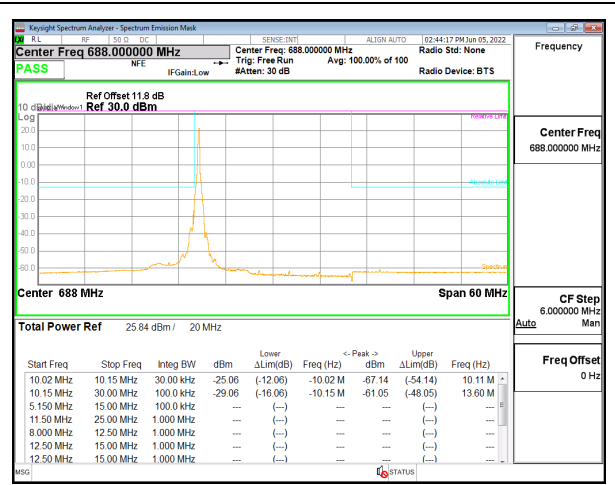 Keysight Spectrum Analyzer - Spectrum Emission Mask
RL RF 50 Ω DC SENSE:INT ALIGN AUTO 02:44:17 PM Jun 05, 2022
Center Freq 688.000000 MHz Center Freq: 688.000000 MHz Radio Std: None Frequency
PASS NFE Trig: Free Run Avg: 100.00% of 100
IFGain:Low #Atten: 30 dB Radio Device: BTS
Ref Offset 11.8 dB
10 dB/div Window1 Ref 30.0 dBm
Log Relative Limit
20.0
10.0
0.00
-10.0 Absolute Limit
-20.0
-30.0
-40.0
-50.0
-60.0 Spectrum
Center 688 MHz Span 60 MHz
Center Freq
688.000000 MHz
CF Step
6.000000 MHz
Auto Man
Freq Offset
0 Hz
Total Power Ref 25.84 dBm / 20 MHz
Lower <- Peak -> Upper
Start Freq Stop Freq Integ BW dBm ΔLim(dB) Freq (Hz) dBm ΔLim(dB) Freq (Hz)
10.02 MHz 10.15 MHz 30.00 kHz -25.06 (-12.06) -10.02 M -67.14 (-54.14) 10.11 M
10.15 MHz 30.00 MHz 100.0 kHz -29.06 (-16.06) -10.15 M -61.05 (-48.05) 13.60 M
5.150 MHz 15.00 MHz 100.0 kHz --- (---) --- --- (---) ---
11.50 MHz 25.00 MHz 1.000 MHz --- (---) --- --- (---) ---
8.000 MHz 12.50 MHz 1.000 MHz --- (---) --- --- (---) ---
12.50 MHz 15.00 MHz 1.000 MHz --- (---) --- --- (---) ---
12.50 MHz 15.00 MHz 1.000 MHz --- (---) --- --- (---) ---
MSG STATUS